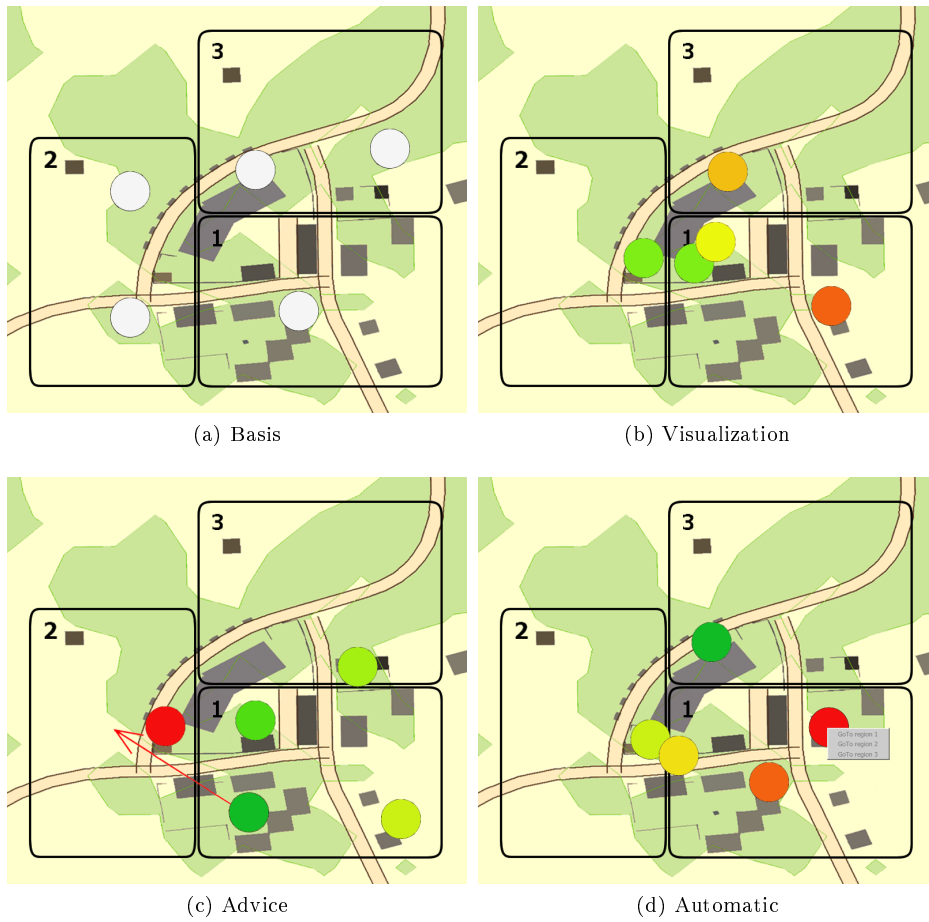 3
2
1
3
2
1
(a) Basis
(b) Visualization
3
2
1
3
2
1
GoTo region 1
GoTo region 2
GoTo region 3
(c) Advice
(d) Automatic